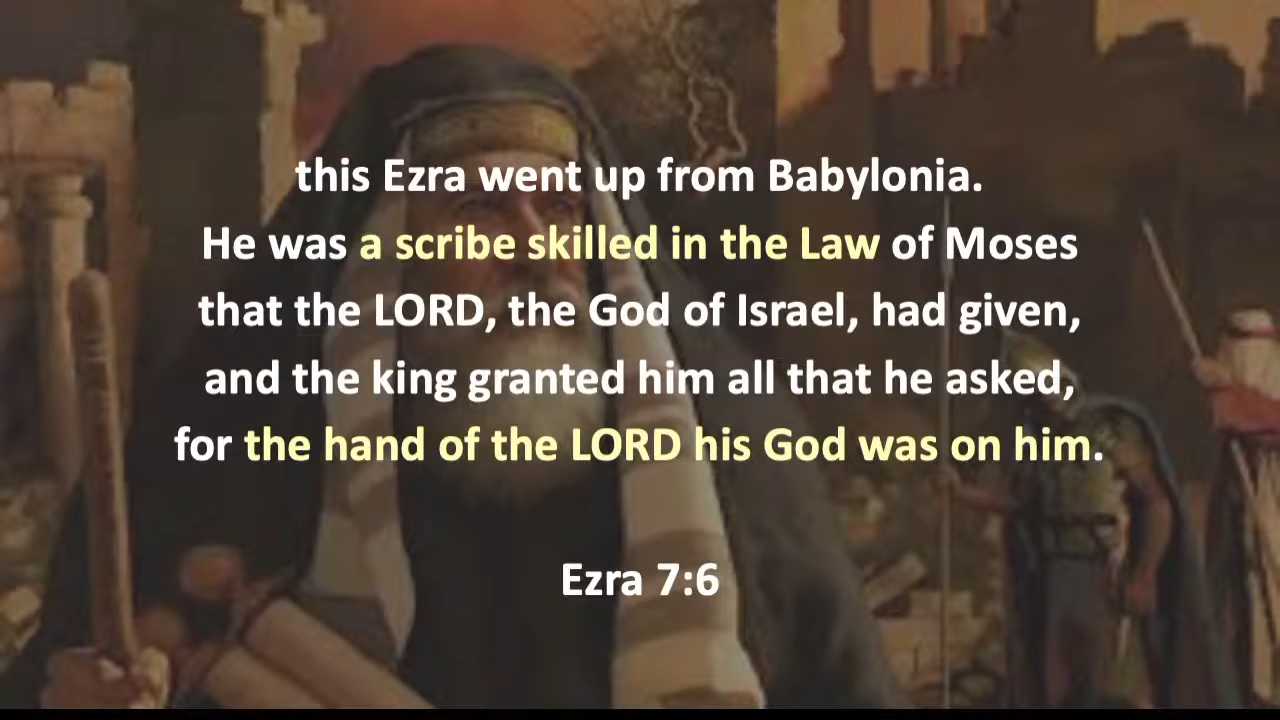 this Ezra went up from Babylonia.
He was a scribe skilled in the Law of Moses
that the LORD, the God of Israel, had given,
and the king granted him all that he asked,
for the hand of the LORD his God was on him.
Ezra 7:6